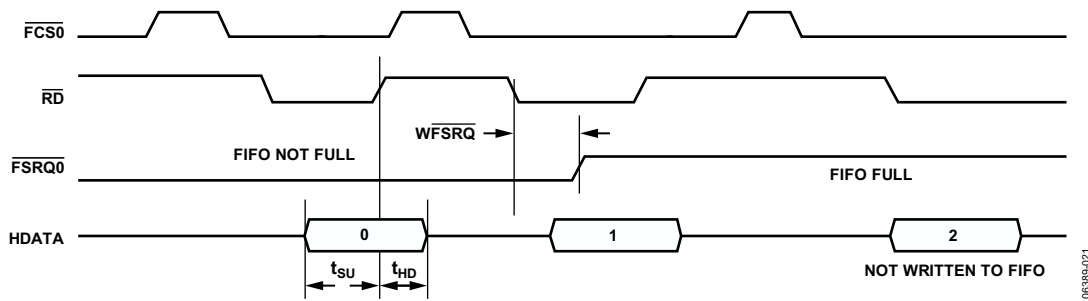 FCS0
RD
WFSRQ
FIFO NOT FULL
FSRQ0
FIFO FULL
HDATA
0
1
2
tSU
tHD
NOT WRITTEN TO FIFO
06989-021